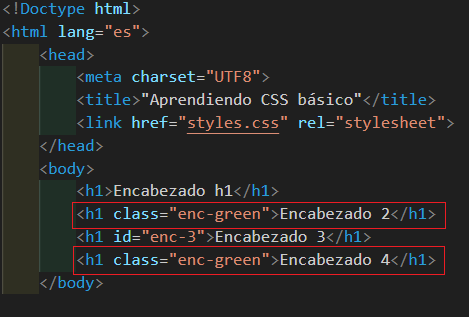 <!Doctype html>
<html lang="es">
<head>
<meta charset="UTF8">
<title>"Aprendiendo CSS básico"</title>
<link href="styles.css" rel="stylesheet">
</head>
<body>
<h1>Encabezado h1</h1>
<h1 class="enc-green">Encabezado 2</h1>
<h1 id="enc-3">Encabezado 3</h1>
<h1 class="enc-green">Encabezado 4</h1>
</body>